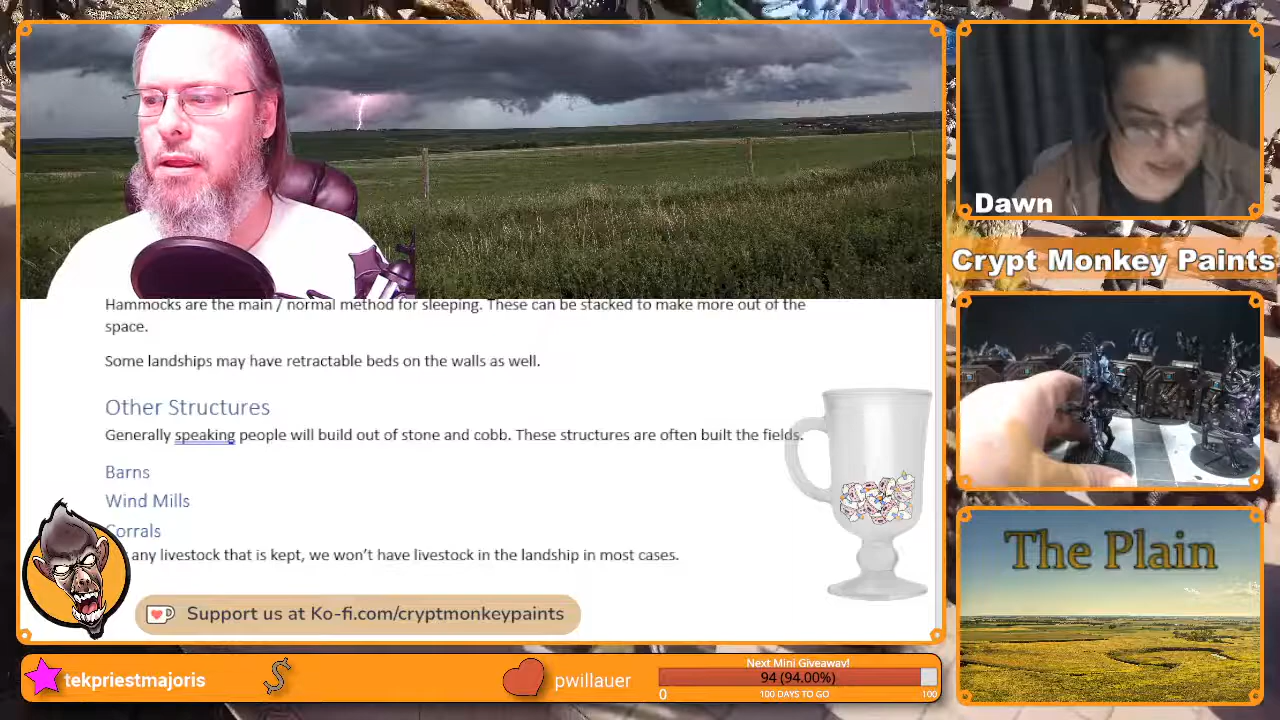 Dawn
Crypt Monkey Paints
Hammocks are the main / normal method for sleeping. These can be stacked to make more out of the
space.
Some landships may have retractable beds on the walls as well.
Other Structures
Generally speaking people will build out of stone and cobb. These structures are often built the fields.
Barns
Wind Mills
Corrals
any livestock that is kept, we won't have livestock in the landship in most cases.
Support us at Ko-fi.com/cryptmonkeypaints
The Plain
tekpriestmajoris
$
pwillauer
Next Mini Giveaway!
94 (94.00%)
0
100 DAYS TO GO
100